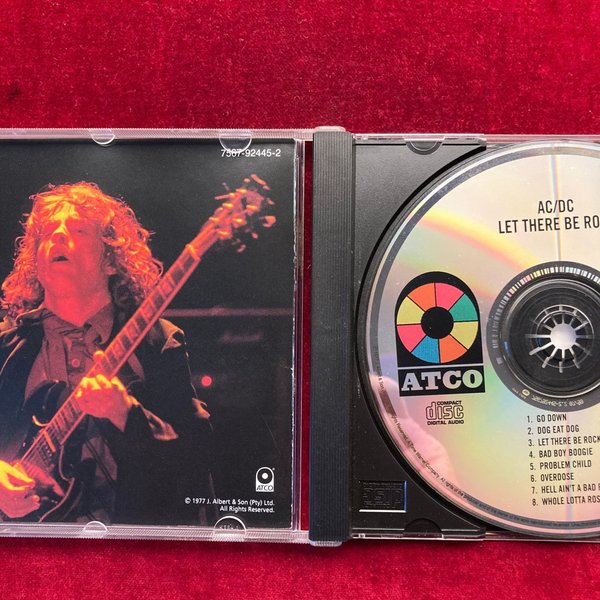 7567-92445-2
ATCO
© 1977 J. Albert & Son (Pty) Ltd.
All Rights Reserved.
AC/DC
LET THERE BE RO
ATCO
COMPACT
disc
DIGITAL AUDIO
1. GO DOWN
2. DOG EAT DOG
3. LET THERE BE ROCK
4. BAD BOY BOOGIE
5. PROBLEM CHILD
6. OVERDOSE
7. HELL AIN'T A BAD
8. WHOLE LOTTA ROS